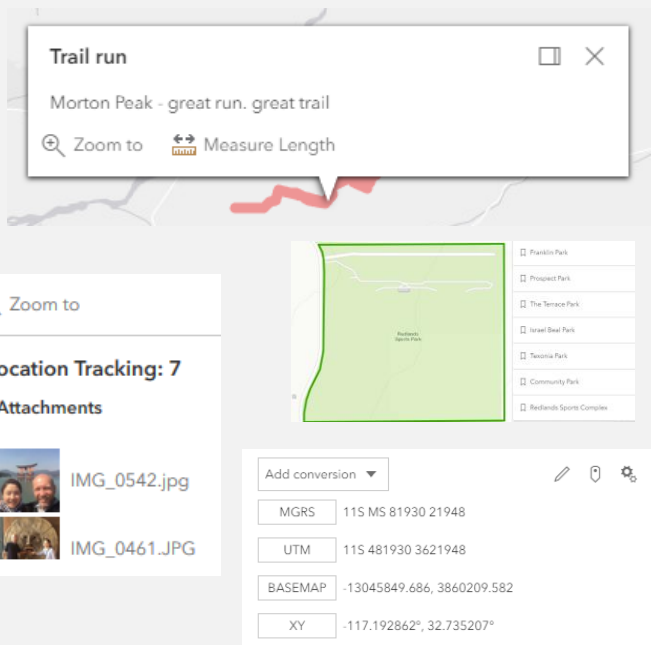 Trail run
Morton Peak - great run. great trail
Zoom to
Measure Length
Redlands
Sports Park
Franklin Park
Prospect Park
The Terrace Park
Israel Beal Park
Texonia Park
Community Park
Redlands Sports Complex
Zoom to
ocation Tracking: 7
Attachments
IMG_0542.jpg
IMG_0461.JPG
Add conversion
MGRS 11S MS 81930 21948
UTM 11S 481930 3621948
BASEMAP -13045849.686, 3860209.582
XY -117.192862°, 32.735207°